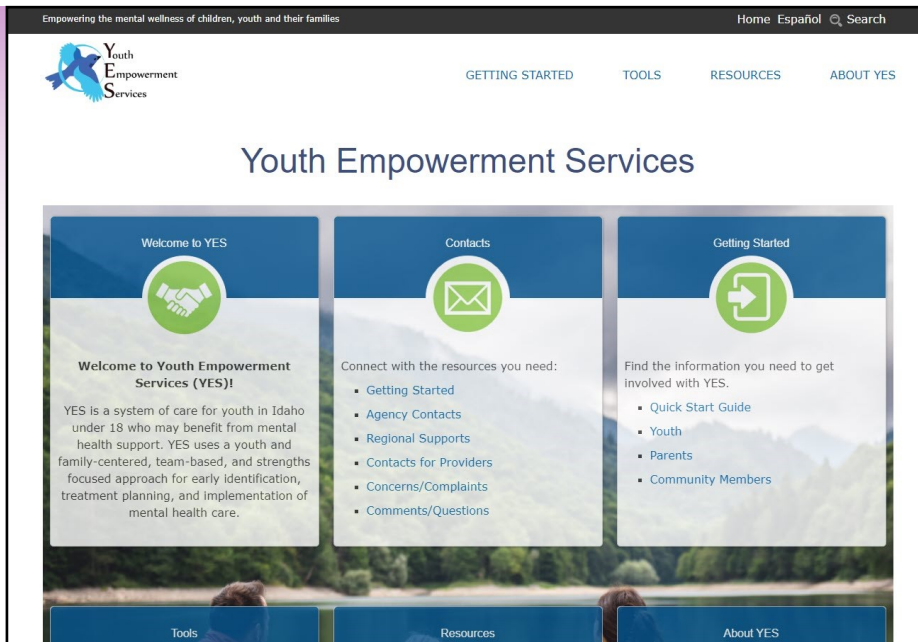 Empowering the mental wellness of children, youth and their families
Home Español Search
Youth
Empowerment
Services
GETTING STARTED TOOLS RESOURCES ABOUT YES
Youth Empowerment Services
Welcome to YES
Welcome to Youth Empowerment
Services (YES)!
YES is a system of care for youth in Idaho
under 18 who may benefit from mental
health support. YES uses a youth and
family-centered, team-based, and strengths
focused approach for early identification,
treatment planning, and implementation of
mental health care.
Contacts
Connect with the resources you need:
▪ Getting Started
▪ Agency Contacts
▪ Regional Supports
▪ Contacts for Providers
▪ Concerns/Complaints
▪ Comments/Questions
Getting Started
Find the information you need to get
involved with YES.
▪ Quick Start Guide
▪ Youth
▪ Parents
▪ Community Members
Tools
Resources
About YES